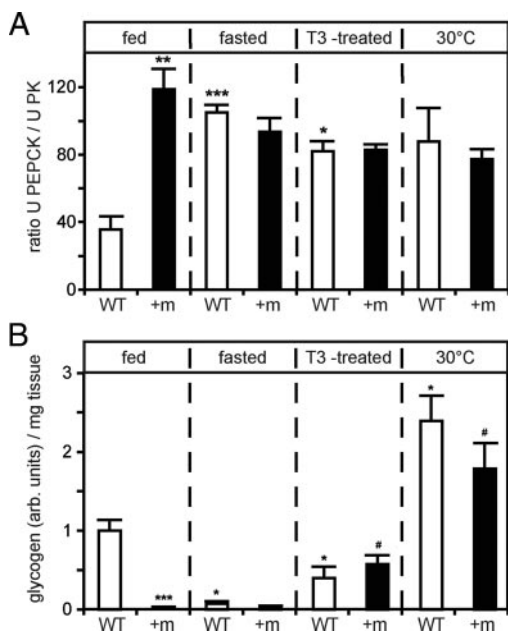 A
fed fasted T3 -treated 30°C
ratio U PEPCK / U PK
120
80
40
0
** *** *
WT +m WT +m WT +m WT +m
B
fed fasted T3 -treated 30°C
glycogen (arb. units) / mg tissue
3
2
1
0
*** * * # * #
WT +m WT +m WT +m WT +m